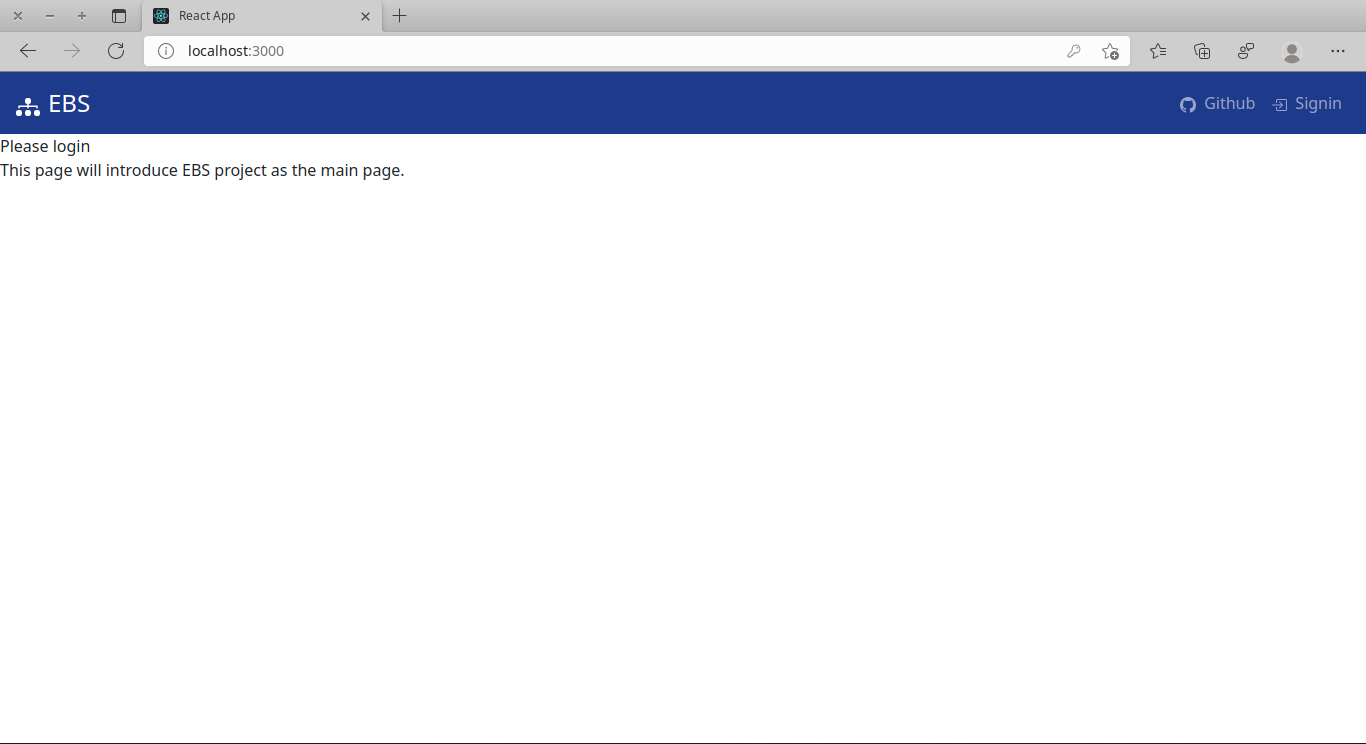 React App
localhost:3000
EBS
Github
Signin
Please login
This page will introduce EBS project as the main page.